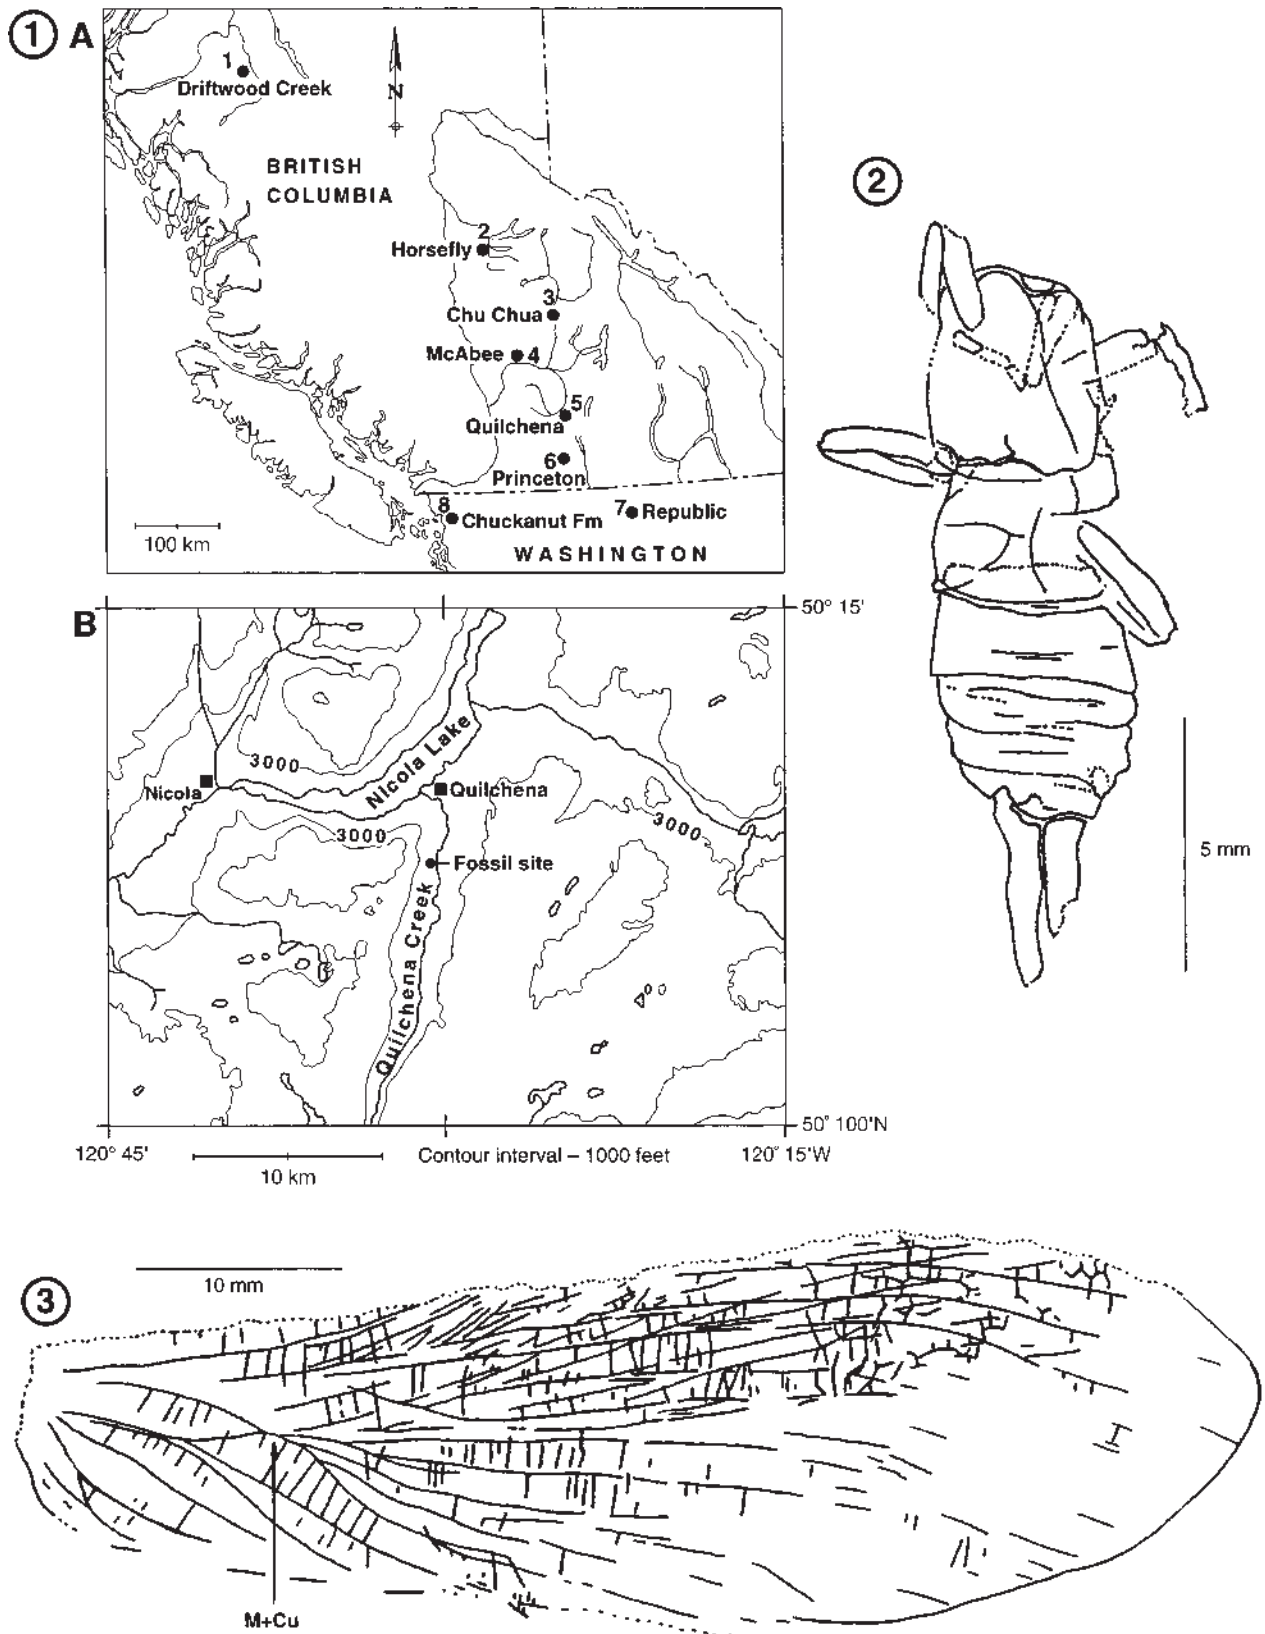 1 A
1
Driftwood Creek
N
BRITISH
COLUMBIA
2
Horsefly
3
Chu Chua
McAbee 4
5
Quilchena
6
Princeton
8
Chuckanut Fm
7 Republic
WASHINGTON
100 km
2
5 mm
B
50° 15'
Nicola Lake
3000
Nicola
Quilchena
3000
3000
Fossil site
Quilchena Creek
50° 100'N
120° 45'
Contour interval – 1000 feet
120° 15'W
10 km
3
10 mm
M+Cu